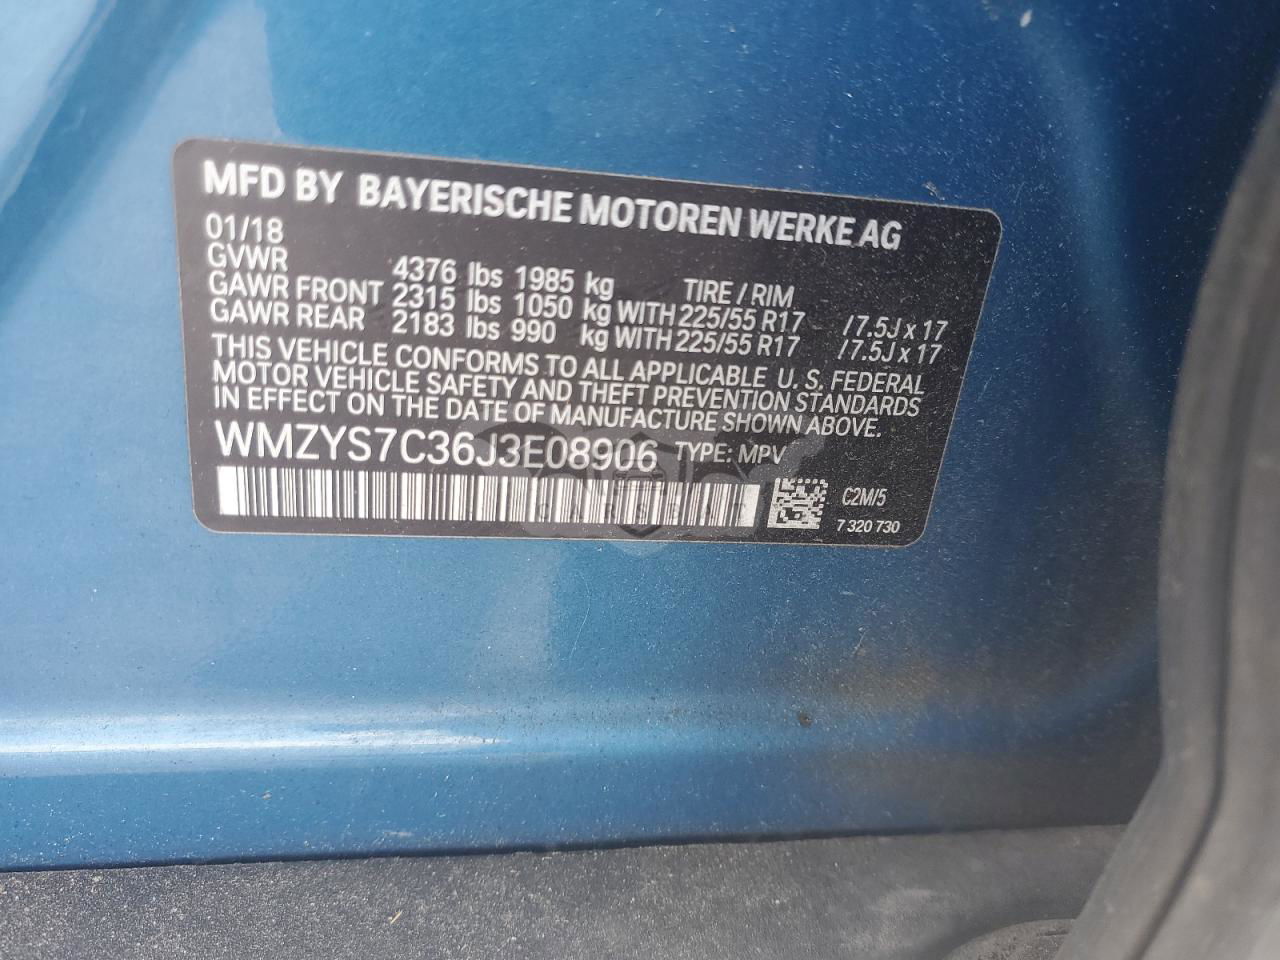 MFD BY BAYERISCHE MOTOREN WERKE AG
01/18
GVWR 4376 lbs 1985 kg TIRE / RIM
GAWR FRONT 2315 lbs 1050 kg WITH 225/55 R17 / 7.5J x 17
GAWR REAR 2183 lbs 990 kg WITH 225/55 R17 / 7.5J x 17
THIS VEHICLE CONFORMS TO ALL APPLICABLE U. S. FEDERAL
MOTOR VEHICLE SAFETY AND THEFT PREVENTION STANDARDS
IN EFFECT ON THE DATE OF MANUFACTURE SHOWN ABOVE.
WMZYS7C36J3E08906 TYPE: MPV
C2M/5
7 320 730